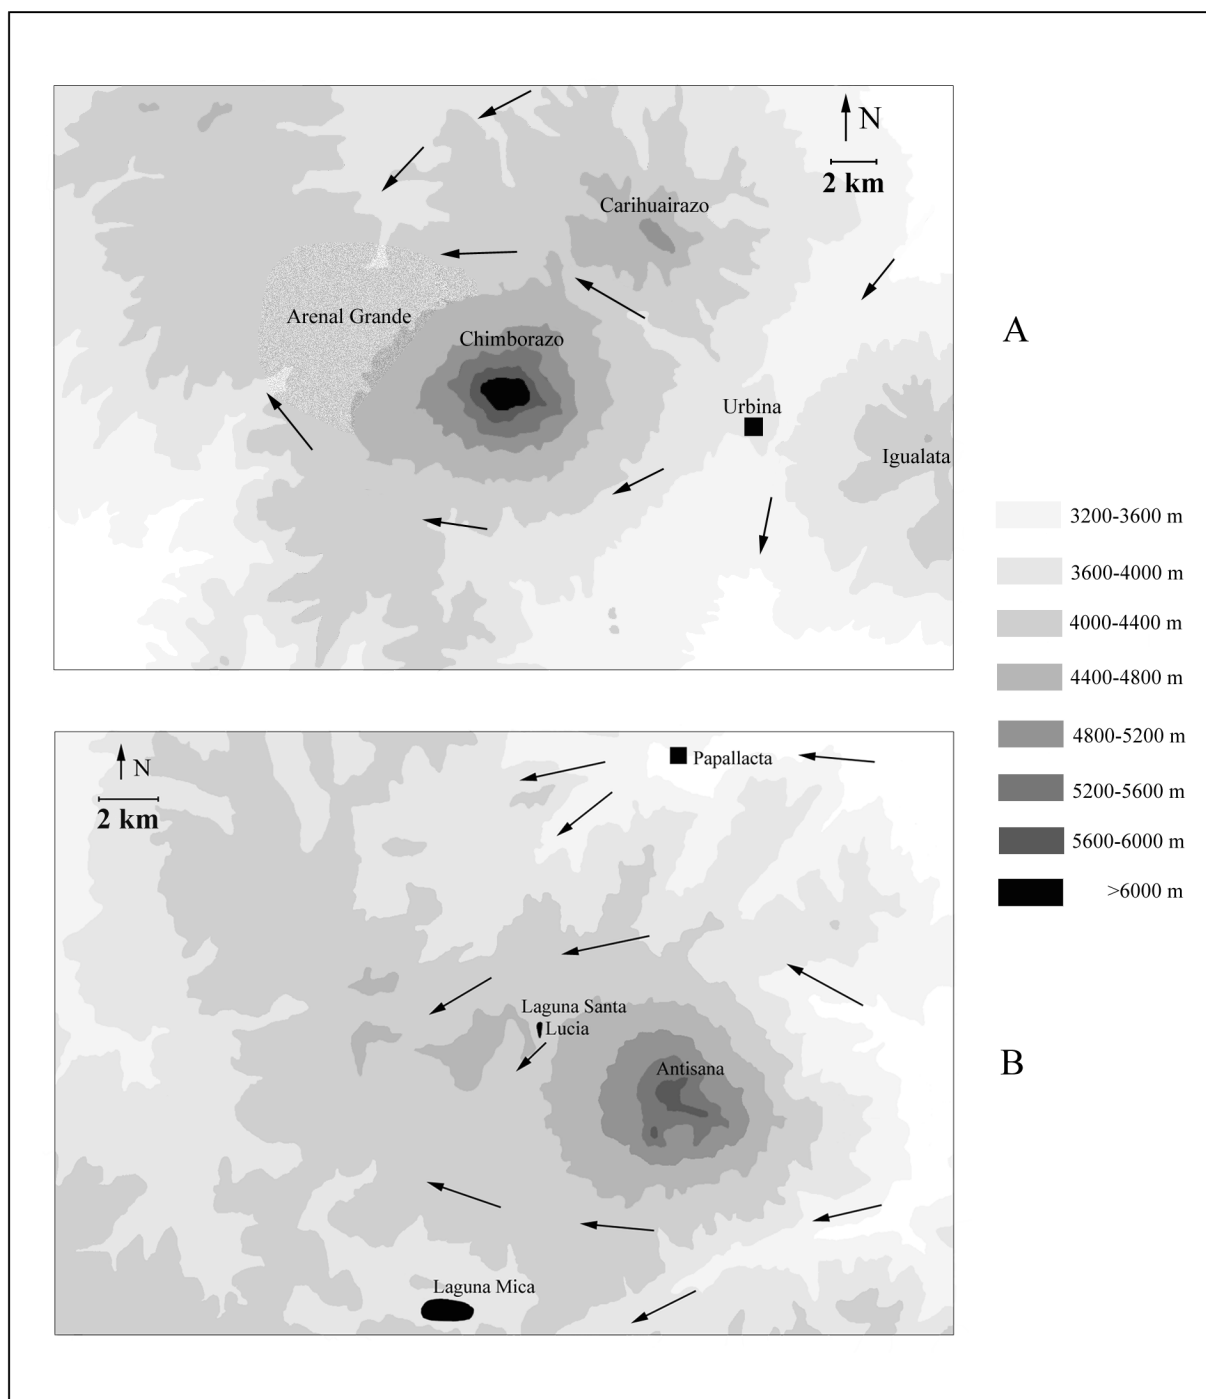 N
2 km
Carihuairazo
Arenal Grande
Chimborazo
Urbina
Igualata
A
3200-3600 m
3600-4000 m
4000-4400 m
4400-4800 m
4800-5200 m
5200-5600 m
5600-6000 m
>6000 m
N
2 km
Papallacta
Laguna Santa
Lucia
Antisana
Laguna Mica
B